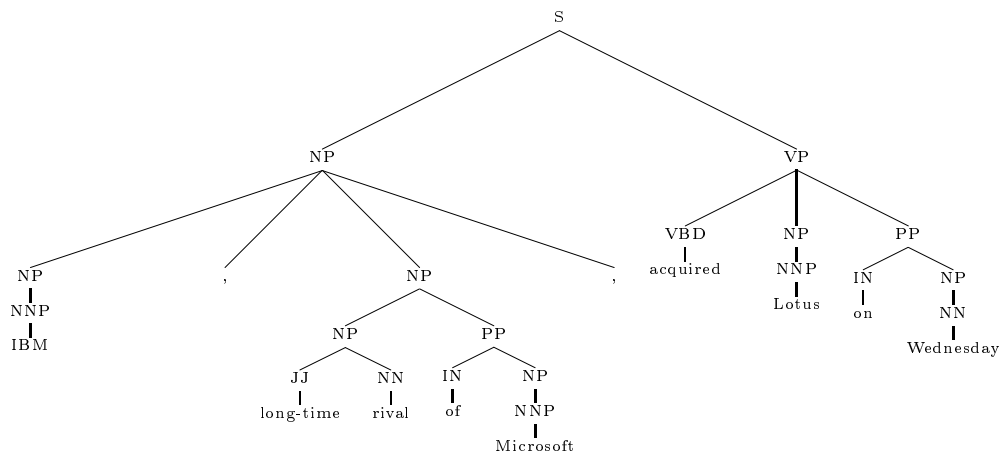 S
NP VP
VBD NP PP
NP , NP , acquired NNP IN NP
NNP Lotus on NN
IBM NP PP Wednesday
JJ NN IN NP
long-time rival of NNP
Microsoft